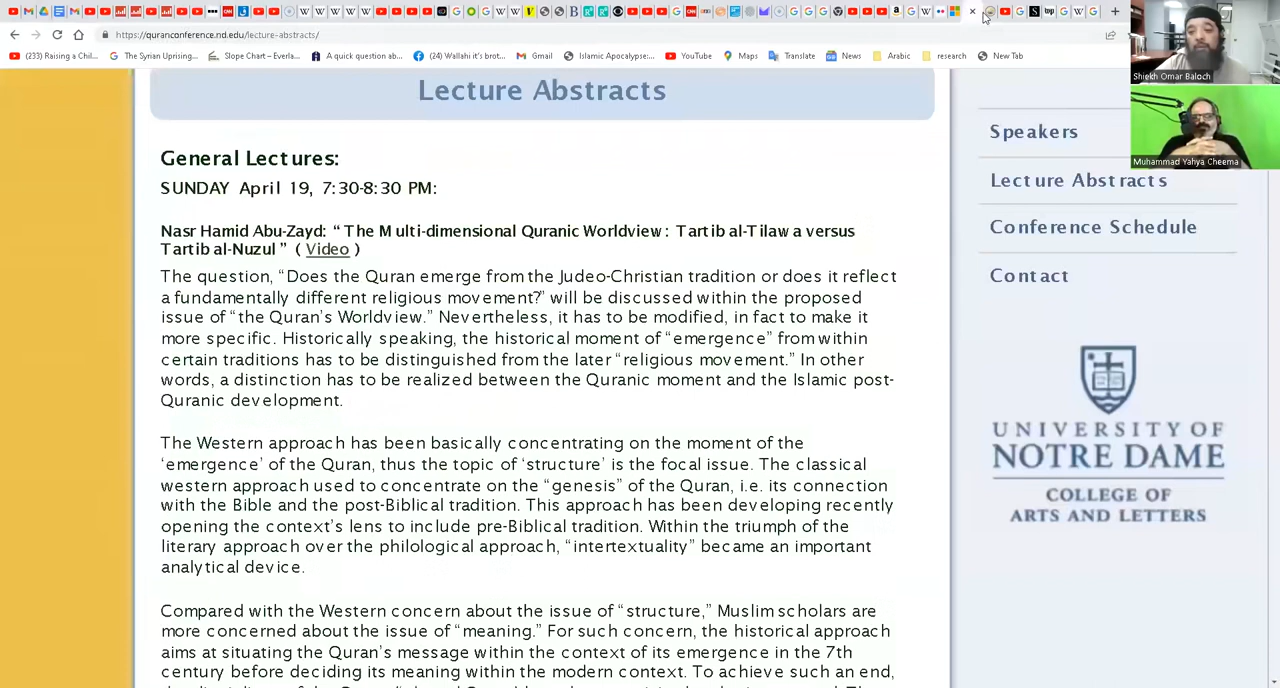 https://quranconference.nd.edu/lecture-abstracts/
(233) Raising a Chil...
The Syrian Uprising...
Slope Chart – Everla...
A quick question ab...
(24) Wallahi it's brot...
Gmail
Islamic Apocalypse:...
YouTube
Maps
Translate
News
Arabic
research
New Tab
Shiekh Omar Baloch
Muhammad Yahya Cheema
Lecture Abstracts
General Lectures:
SUNDAY April 19, 7:30-8:30 PM:
Nasr Hamid Abu-Zayd: “The Multi-dimensional Quranic Worldview: Tartib al-Tilawa versus
Tartib al-Nuzul” ( Video )
The question, “Does the Quran emerge from the Judeo-Christian tradition or does it reflect
a fundamentally different religious movement?” will be discussed within the proposed
issue of “the Quran’s Worldview.” Nevertheless, it has to be modified, in fact to make it
more specific. Historically speaking, the historical moment of “emergence” from within
certain traditions has to be distinguished from the later “religious movement.” In other
words, a distinction has to be realized between the Quranic moment and the Islamic post-
Quranic development.
The Western approach has been basically concentrating on the moment of the
‘emergence’ of the Quran, thus the topic of ‘structure’ is the focal issue. The classical
western approach used to concentrate on the “genesis” of the Quran, i.e. its connection
with the Bible and the post-Biblical tradition. This approach has been developing recently
opening the context’s lens to include pre-Biblical tradition. Within the triumph of the
literary approach over the philological approach, “intertextuality” became an important
analytical device.
Compared with the Western concern about the issue of “structure,” Muslim scholars are
more concerned about the issue of “meaning.” For such concern, the historical approach
aims at situating the Quran’s message within the context of its emergence in the 7th
century before deciding its meaning within the modern context. To achieve such an end,
Speakers
Lecture Abstracts
Conference Schedule
Contact
UNIVERSITY OF
NOTRE DAME
COLLEGE OF
ARTS AND LETTERS